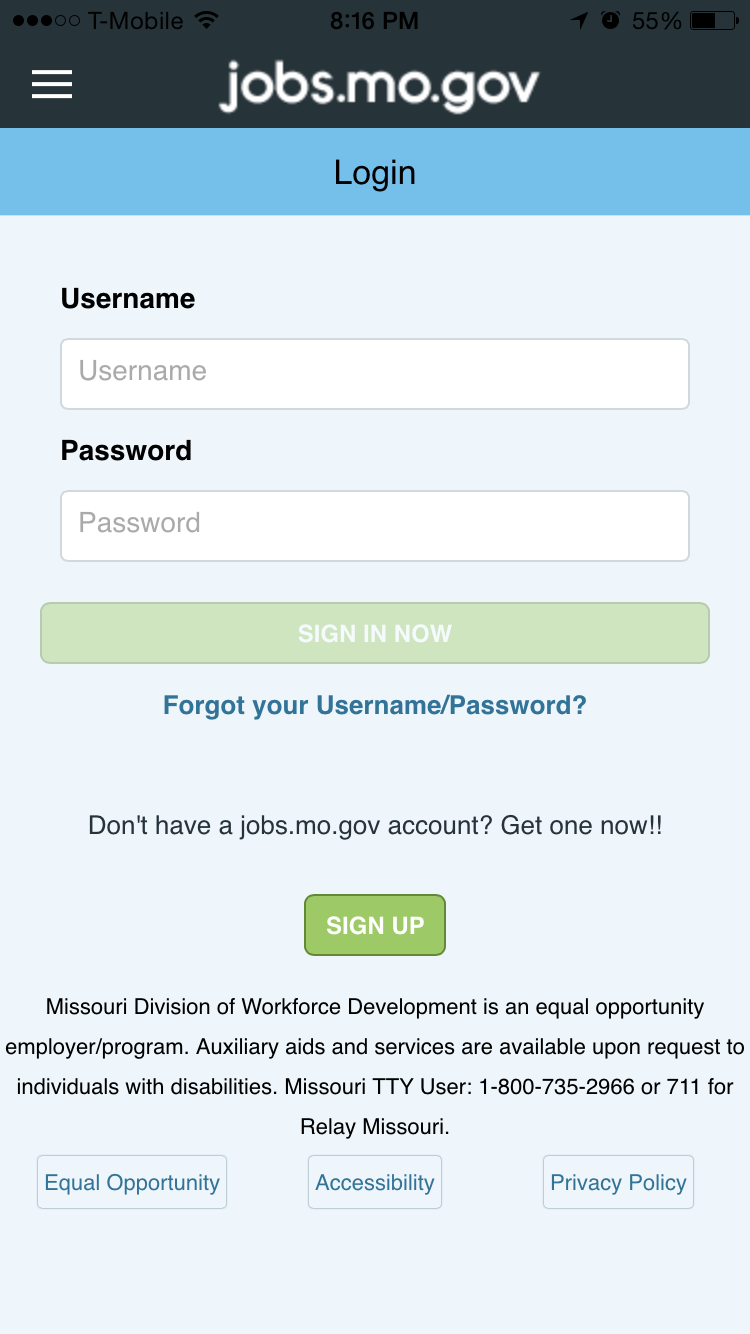 T-Mobile 8:16 PM 55%
jobs.mo.gov
Login
Username
Username
Password
Password
SIGN IN NOW
Forgot your Username/Password?
Don't have a jobs.mo.gov account? Get one now!!
SIGN UP
Missouri Division of Workforce Development is an equal opportunity
employer/program. Auxiliary aids and services are available upon request to
individuals with disabilities. Missouri TTY User: 1-800-735-2966 or 711 for
Relay Missouri.
Equal Opportunity Accessibility Privacy Policy